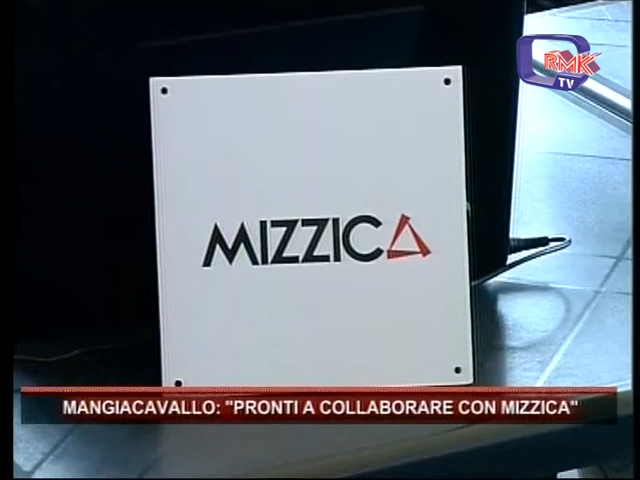 RMK
TV
MIZZICA
MANGIACAVALLO: "PRONTI A COLLABORARE CON MIZZICA"